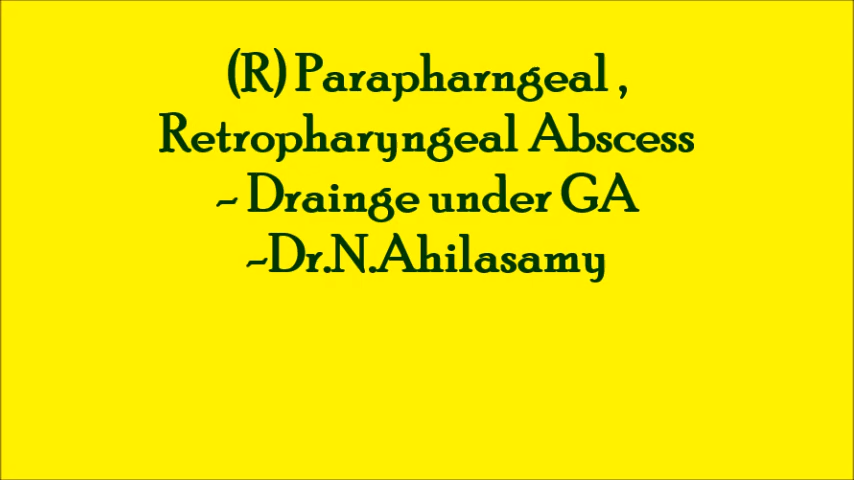 (R) Parapharngeal ,
Retropharyngeal Abscess
- Drainge under GA
-Dr.N.Ahilasamy